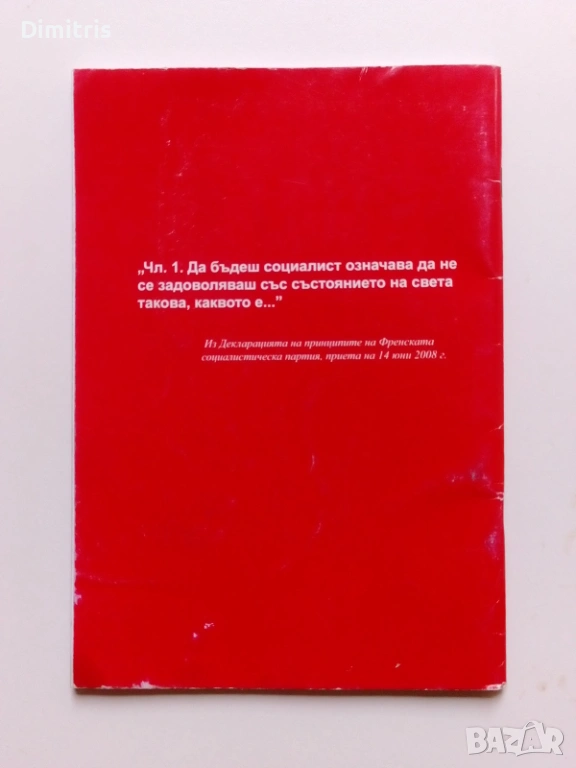 Dimitris
„Чл. 1. Да бъдеш социалист означава да не
се задоволяваш със състоянието на света
такова, каквото е...”
Из Декларацията на принципите на Френската
социалистическа партия, приета на 14 юни 2008 г.
BAZAR